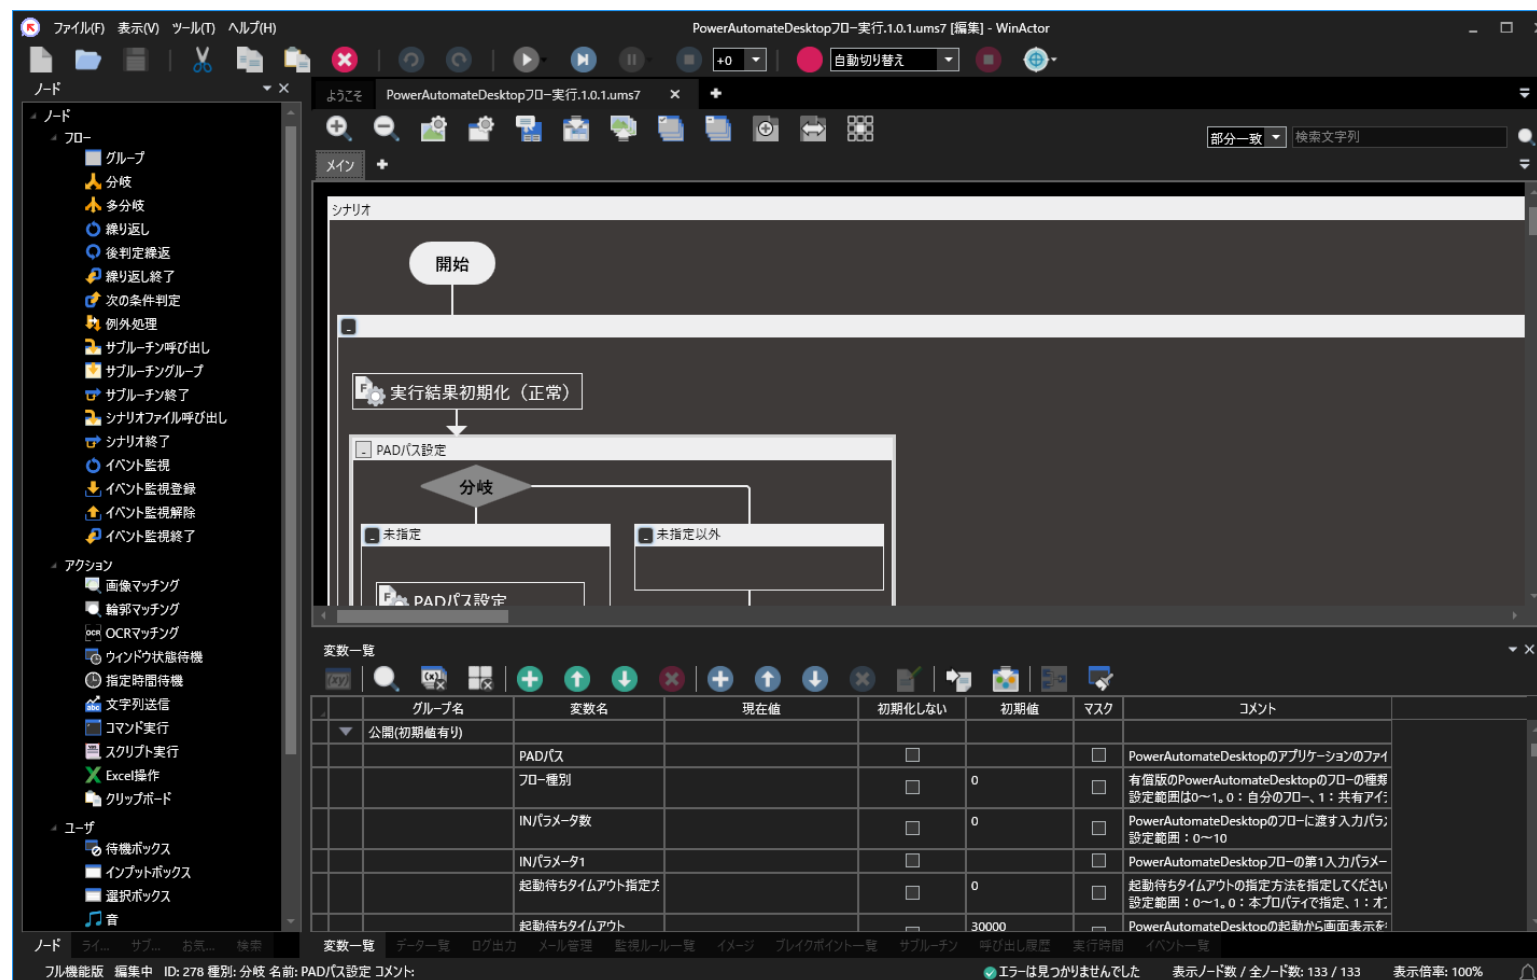 ファイル(F) 表示(V) ツール(T) ヘルプ(H)
PowerAutomateDesktopフロー実行.1.0.1.ums7 [編集] - WinActor
+0
自動切り替え
ノード
ノード
フロー
グループ
分岐
多分岐
繰り返し
後判定繰返
繰り返し終了
次の条件判定
例外処理
サブルーチン呼び出し
サブルーチングループ
サブルーチン終了
シナリオファイル呼び出し
シナリオ終了
イベント監視
イベント監視登録
イベント監視解除
イベント監視終了
アクション
画像マッチング
輪郭マッチング
OCRマッチング
ウィンドウ状態待機
指定時間待機
文字列送信
コマンド実行
スクリプト実行
Excel操作
クリップボード
ユーザ
待機ボックス
インプットボックス
選択ボックス
音
ノード ライ... サブ... お気... 検索
ようこそ PowerAutomateDesktopフロー実行.1.0.1.ums7
部分一致 検索文字列
メイン
シナリオ
開始
実行結果初期化（正常）
PADパス設定
分岐
未指定
未指定以外
PADパス設定
変数一覧
グループ名 変数名 現在値 初期化しない 初期値 マスク コメント
公開(初期値有り)
PADパス PowerAutomateDesktopのアプリケーションのファイ
フロー種別 0 有償版のPowerAutomateDesktopのフローの種類
設定範囲は0～1。0：自分のフロー、1：共有アイ
INパラメータ数 0 PowerAutomateDesktopのフローに渡す入力パラ
設定範囲：0～10
INパラメータ1 PowerAutomateDesktopフローの第1入力パラメー
起動待ちタイムアウト指定方 0 起動待ちタイムアウトの指定方法を指定してください
設定範囲：0～1。0：本プロパティで指定、1：オ
起動待ちタイムアウト 30000 PowerAutomateDesktopの起動から画面表示を
変数一覧 データ一覧 ログ出力 メール管理 監視ルール一覧 イメージ ブレイクポイント一覧 サブルーチン 呼び出し履歴 実行時間 イベント一覧
フル機能版 編集中 ID: 278 種別: 分岐 名前: PADパス設定 コメント:
エラーは見つかりませんでした 表示ノード数 / 全ノード数: 133 / 133 表示倍率: 100%